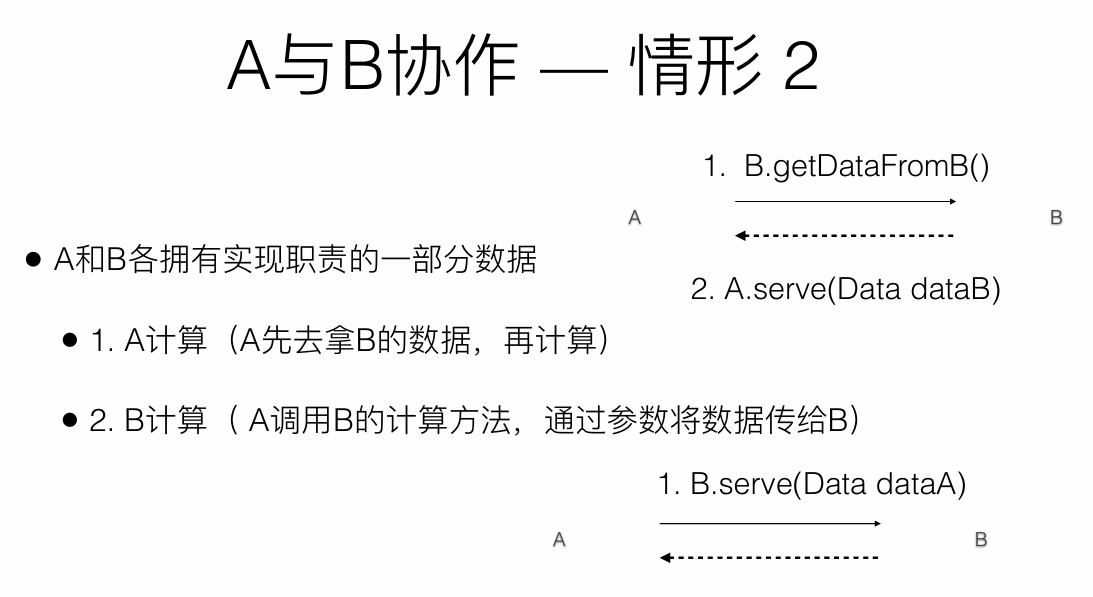 A与B协作 — 情形 2
1. B.getDataFromB()
A
B
• A和B各拥有实现职责的一部分数据
2. A.serve(Data dataB)
• 1. A计算（A先去拿B的数据，再计算）
• 2. B计算（ A调用B的计算方法，通过参数将数据传给B）
1. B.serve(Data dataA)
A
B